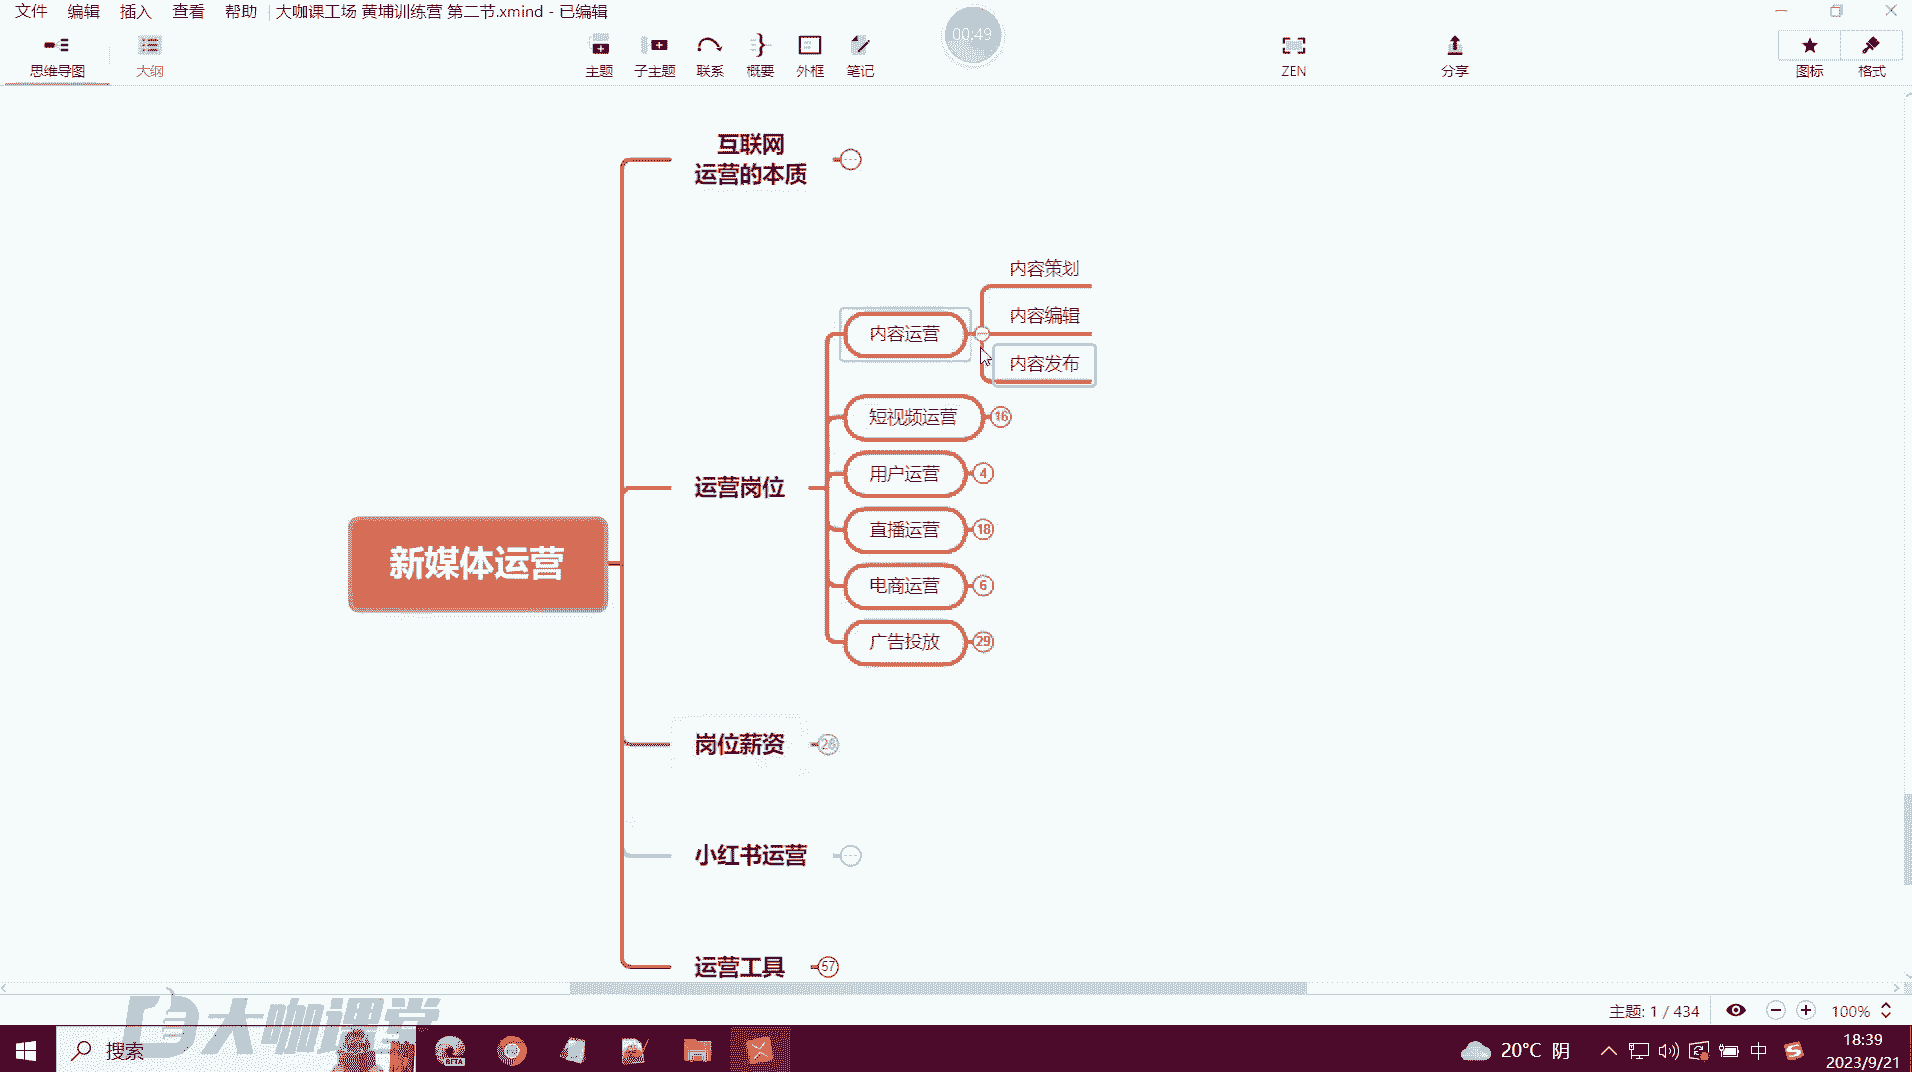 文件 编辑 插入 查看 帮助 大咖课工场 黄埔训练营 第二节.xmind - 已编辑
00:49
思维导图 大纲 主题 子主题 联系 概要 外框 笔记 ZEN 分享 图标 格式
互联网
运营的本质
内容策划
内容编辑
内容运营
内容发布
短视频运营 16
用户运营 4
运营岗位
直播运营 18
新媒体运营
电商运营 6
广告投放 29
岗位薪资 28
小红书运营
运营工具 57
大咖课堂
主题: 1 / 434 100%
搜索
BETA
20°C 阴
中
18:39
2023/9/21